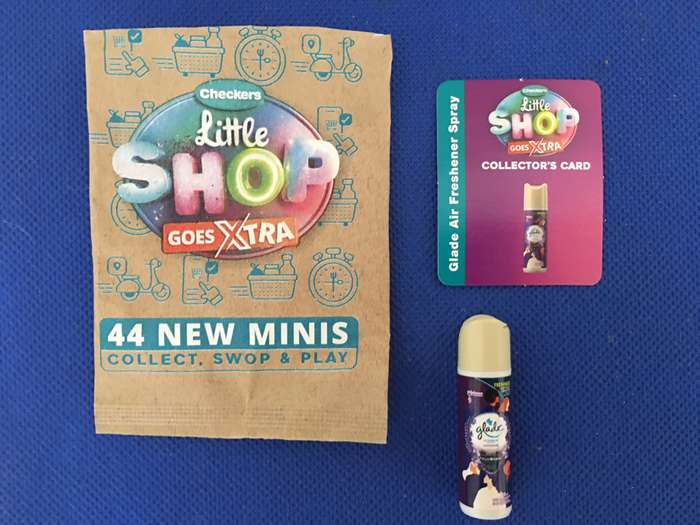 Checkers
Little
SHOP
GOES XTRA
44 NEW MINIS
COLLECT, SWOP & PLAY
Glade Air Freshener Spray
Checkers
Little
SHOP
GOES XTRA
COLLECTOR'S CARD
glade